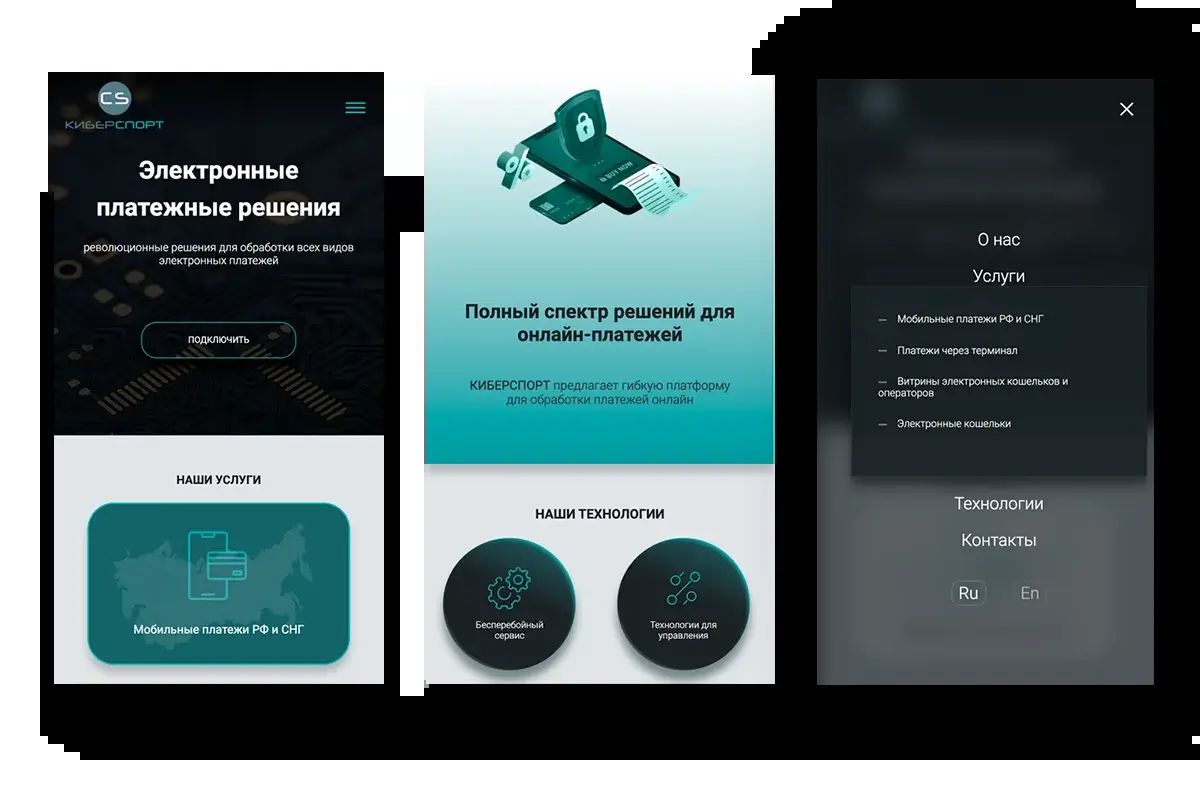 CS
КИБЕРСПОРТ
Электронные
платежные решения
революционные решения для обработки всех видов
электронных платежей
ПОДКЛЮЧИТЬ
НАШИ УСЛУГИ
Мобильные платежи РФ и СНГ
BUY NOW
Полный спектр решений для
онлайн-платежей
КИБЕРСПОРТ предлагает гибкую платформу
для обработки платежей онлайн
НАШИ ТЕХНОЛОГИИ
Бесперебойный
сервис
Технологии для
управления
О нас
Услуги
— Мобильные платежи РФ и СНГ
— Платежи через терминал
— Витрины электронных кошельков и
операторов
— Электронные кошельки
Технологии
Контакты
Ru
En